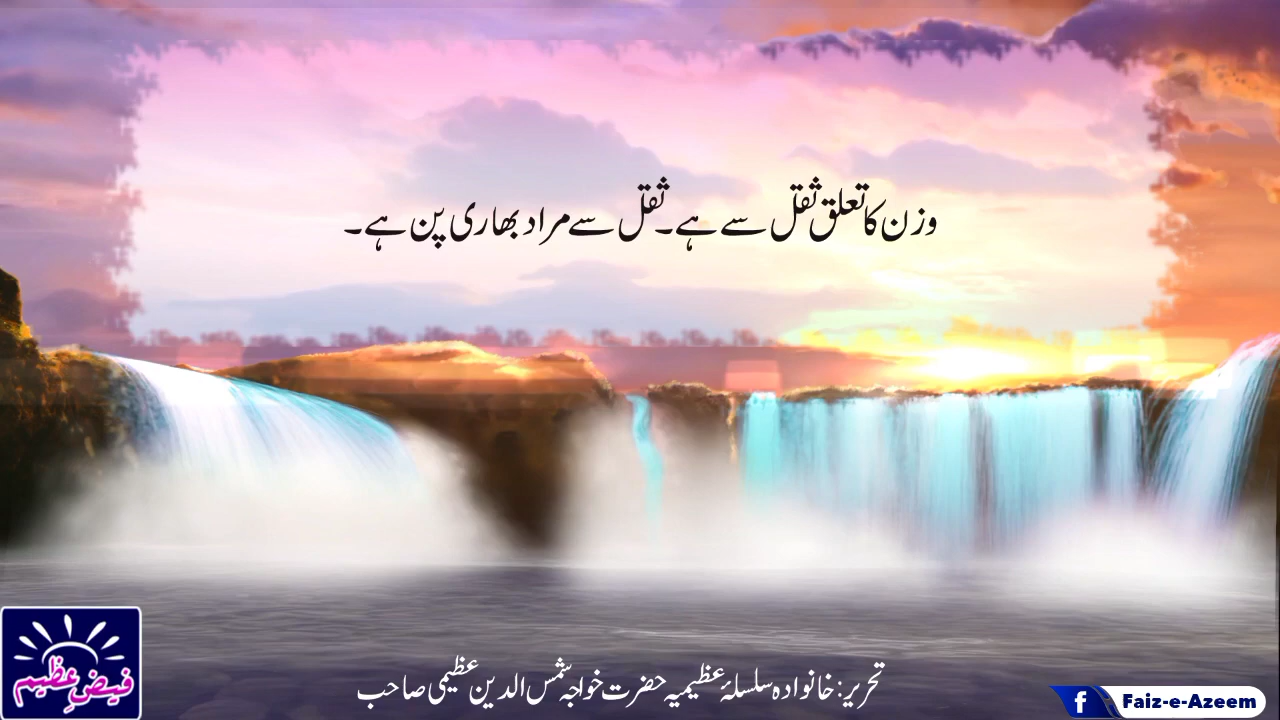 وزن کا تعلق ثقل سے ہے۔ ثقل سے مراد بھاری پن ہے۔
فیضِ عظیم
تحریر: خانوادہ سلسلۂ عظیمیہ حضرت خواجہ شمس الدین عظیمی صاحب
f Faiz-e-Azeem